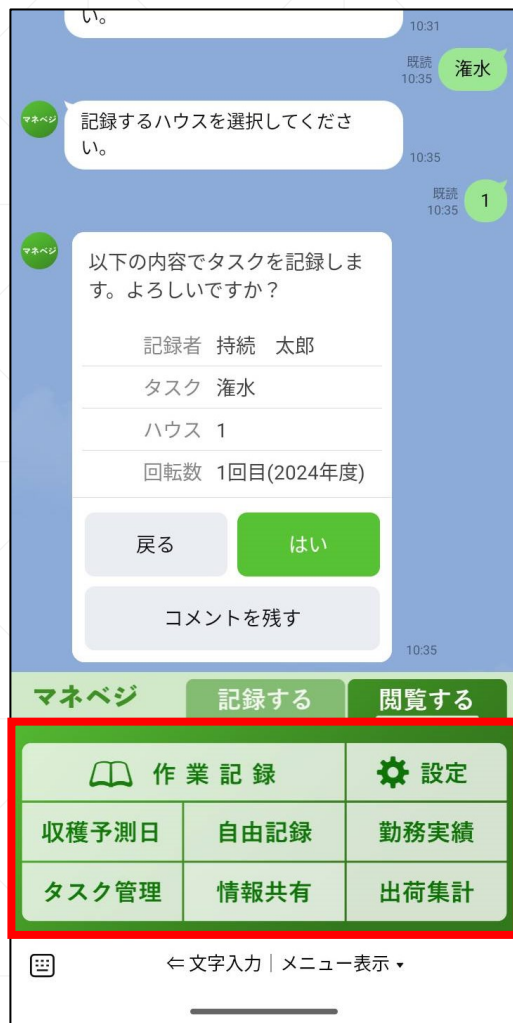 い。
10:31
既読
10:35
潅水
マネベジ
記録するハウスを選択してくださ
い。
10:35
既読
10:35
1
マネベジ
以下の内容でタスクを記録しま
す。よろしいですか？
記録者 持続　太郎
タスク 潅水
ハウス 1
回転数 1回目(2024年度)
戻る はい
コメントを残す
10:35
マネベジ 記録する 閲覧する
作業記録 設定
収穫予測日 自由記録 勤務実績
タスク管理 情報共有 出荷集計
⇐文字入力｜メニュー表示▾